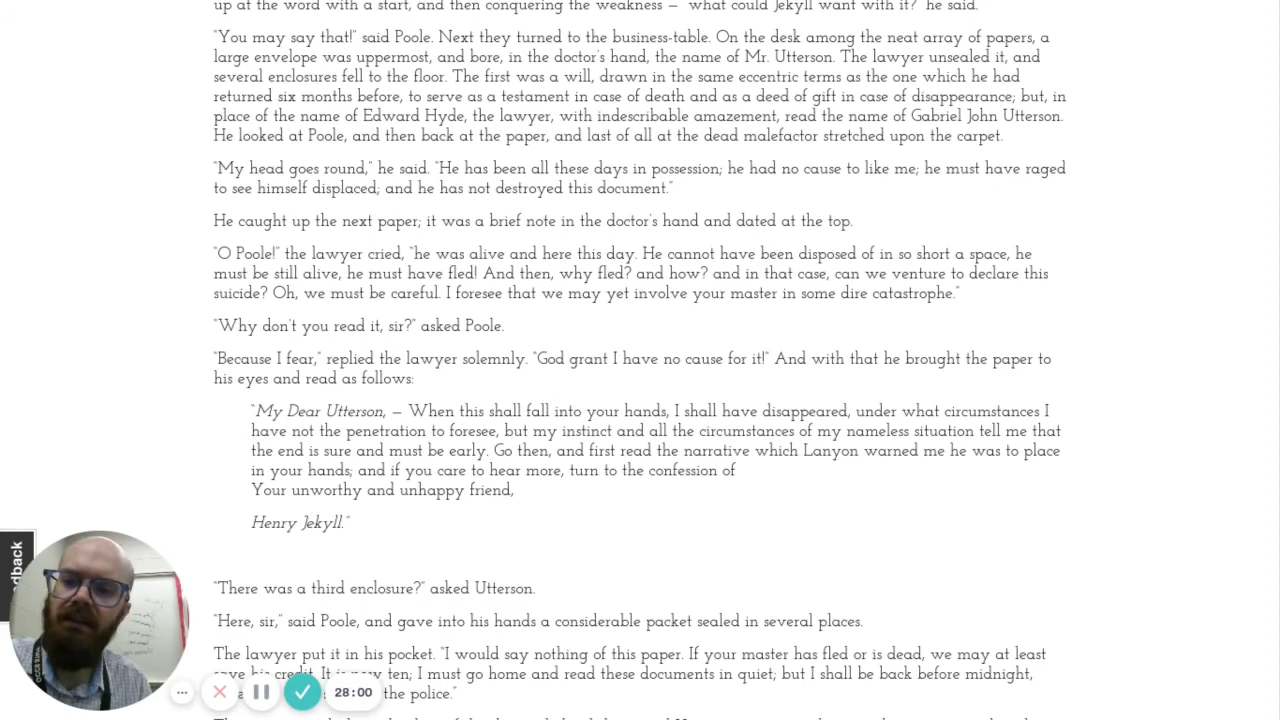 up at the word with a start, and then conquering the weakness — "what could Jekyll want with it?" he said.
"You may say that!" said Poole. Next they turned to the business-table. On the desk among the neat array of papers, a
large envelope was uppermost, and bore, in the doctor's hand, the name of Mr. Utterson. The lawyer unsealed it, and
several enclosures fell to the floor. The first was a will, drawn in the same eccentric terms as the one which he had
returned six months before, to serve as a testament in case of death and as a deed of gift in case of disappearance; but, in
place of the name of Edward Hyde, the lawyer, with indescribable amazement, read the name of Gabriel John Utterson.
He looked at Poole, and then back at the paper, and last of all at the dead malefactor stretched upon the carpet.
"My head goes round," he said. "He has been all these days in possession; he had no cause to like me; he must have raged
to see himself displaced; and he has not destroyed this document."
He caught up the next paper; it was a brief note in the doctor's hand and dated at the top.
"O Poole!" the lawyer cried, "he was alive and here this day. He cannot have been disposed of in so short a space, he
must be still alive, he must have fled! And then, why fled? and how? and in that case, can we venture to declare this
suicide? Oh, we must be careful. I foresee that we may yet involve your master in some dire catastrophe."
"Why don't you read it, sir?" asked Poole.
"Because I fear," replied the lawyer solemnly. "God grant I have no cause for it!" And with that he brought the paper to
his eyes and read as follows:
"My Dear Utterson, — When this shall fall into your hands, I shall have disappeared, under what circumstances I
have not the penetration to foresee, but my instinct and all the circumstances of my nameless situation tell me that
the end is sure and must be early. Go then, and first read the narrative which Lanyon warned me he was to place
in your hands; and if you care to hear more, turn to the confession of
Your unworthy and unhappy friend,
Henry Jekyll."
"There was a third enclosure?" asked Utterson.
"Here, sir," said Poole, and gave into his hands a considerable packet sealed in several places.
The lawyer put it in his pocket. "I would say nothing of this paper. If your master has fled or is dead, we may at least
his credit. It is now ten; I must go home and read these documents in quiet; but I shall be back before midnight,
the police."
28:00